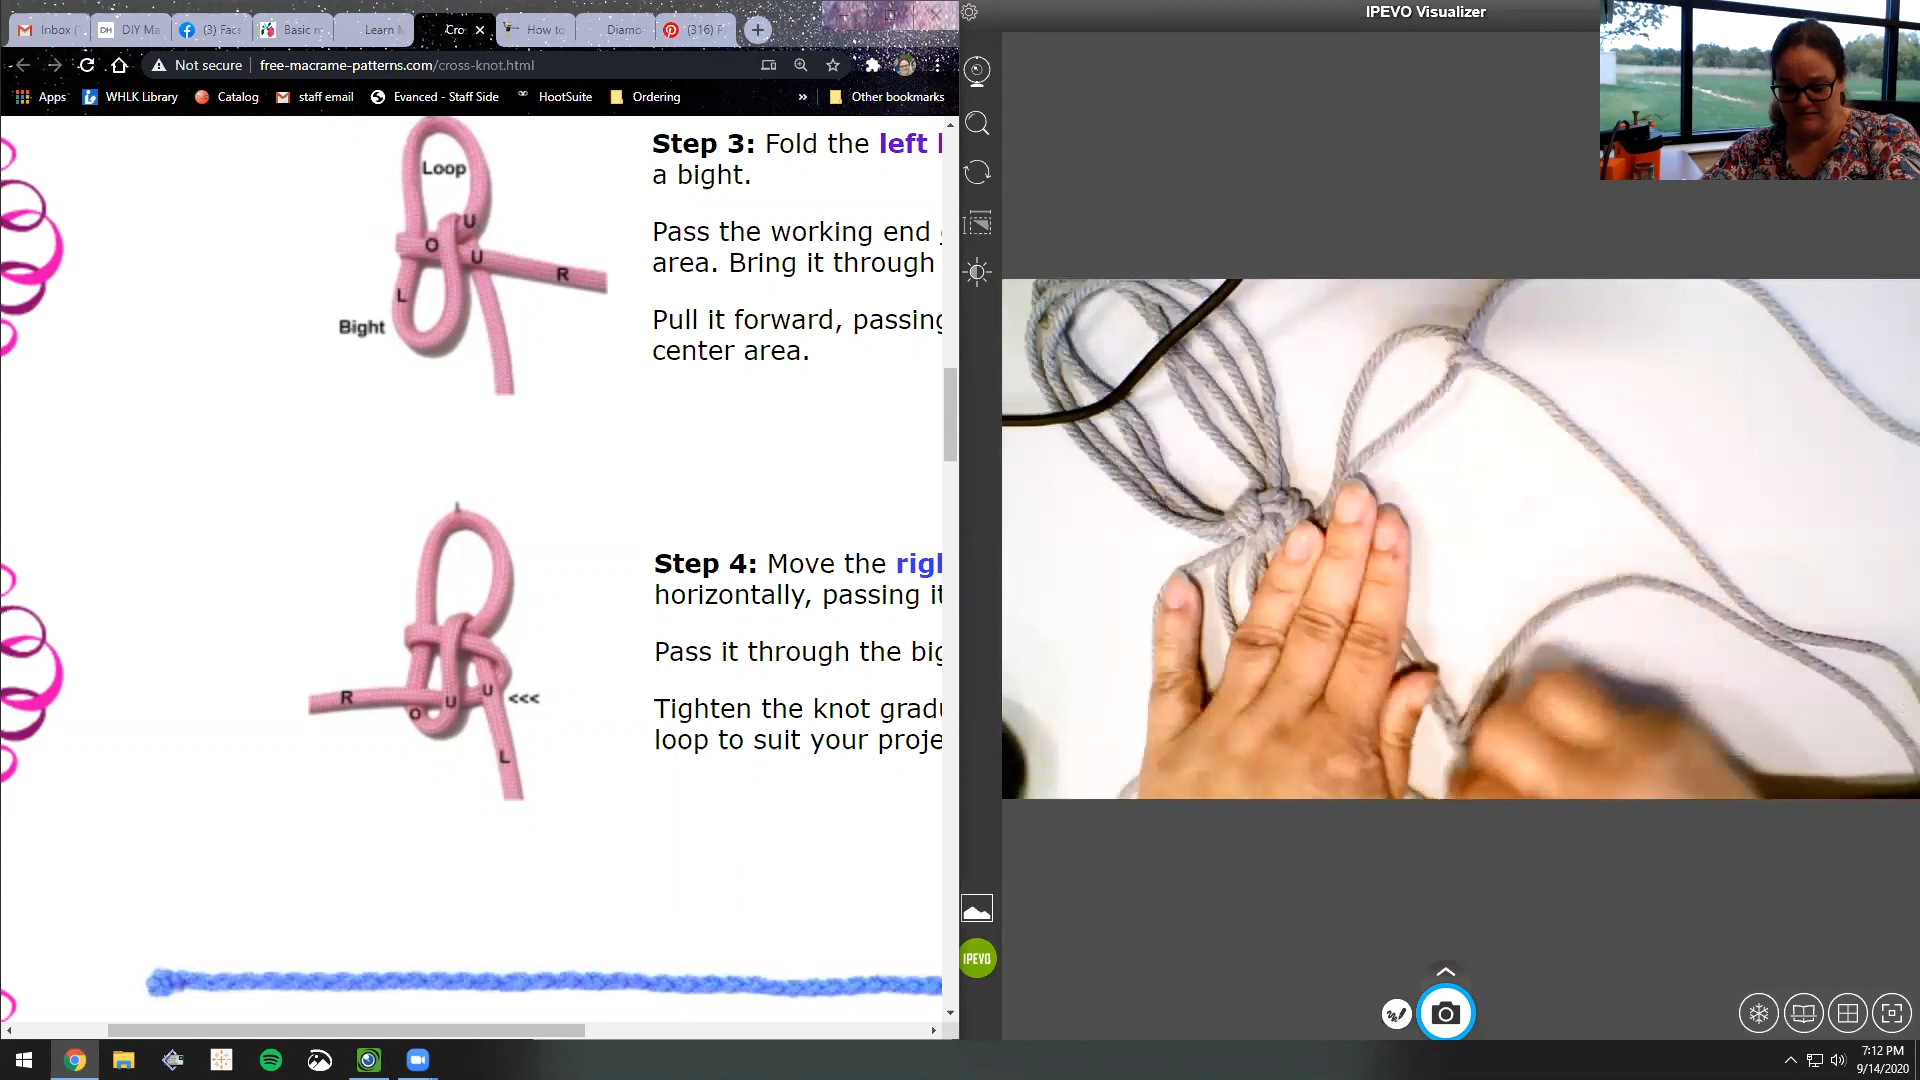 Inbox (
DIY Ma
(3) Face
Basic r
Learn M
Cro
How to
Diamo
(316) P
Not secure
free-macrame-patterns.com/cross-knot.html
Apps
WHLK Library
Catalog
staff email
Evanced - Staff Side
HootSuite
Ordering
»
Other bookmarks
IPEVO Visualizer
Loop
U
O
U
R
L
Bight
Step 3: Fold the left
a bight.
Pass the working end
area. Bring it through
Pull it forward, passing
center area.
R
O
U
U
<<<
L
Step 4: Move the righ
horizontally, passing it
Pass it through the big
Tighten the knot gradu
loop to suit your proje
IPEVO
7:12 PM
9/14/2020